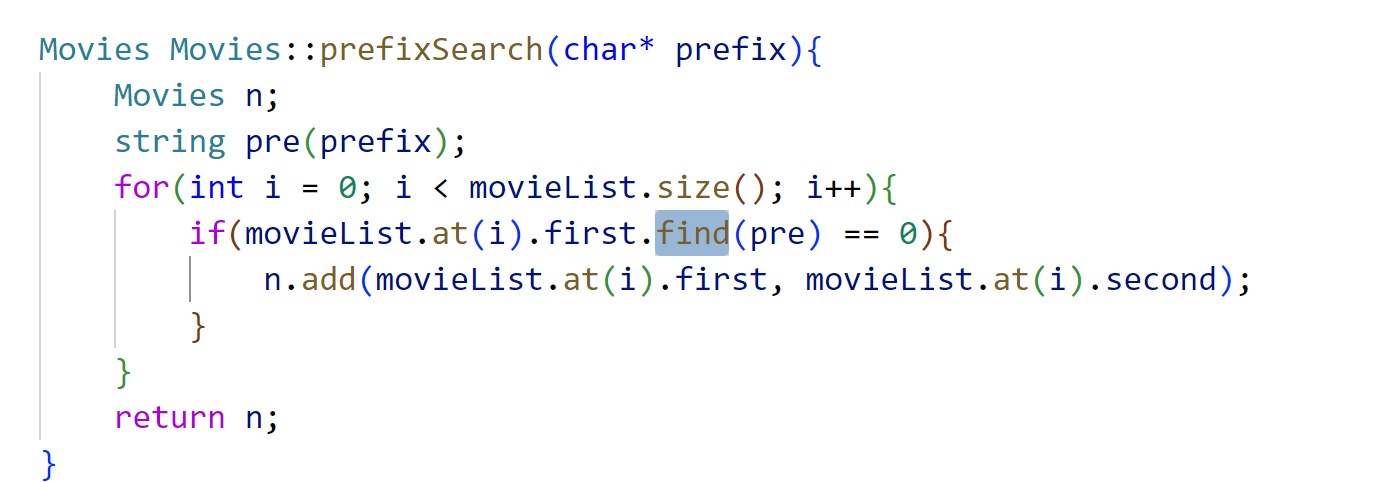 Movies Movies::prefixSearch(char* prefix){
    Movies n;
    string pre(prefix);
    for(int i = 0; i < movieList.size(); i++){
        if(movieList.at(i).first.find(pre) == 0){
            n.add(movieList.at(i).first, movieList.at(i).second);
        }
    }
    return n;
}